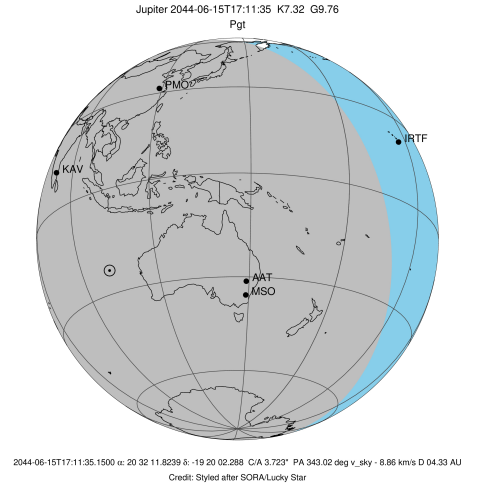 Jupiter 2044-06-15T17:11:35 K7.32 G9.76
Pgt
PMO
IRTF
KAV
AAT
MSO
2044-06-15T17:11:35.1500 α: 20 32 11.8239 δ: -19 20 02.288 C/A 3.723" PA 343.02 deg v_sky - 8.86 km/s D 04.33 AU
Credit: Styled after SORA/Lucky Star